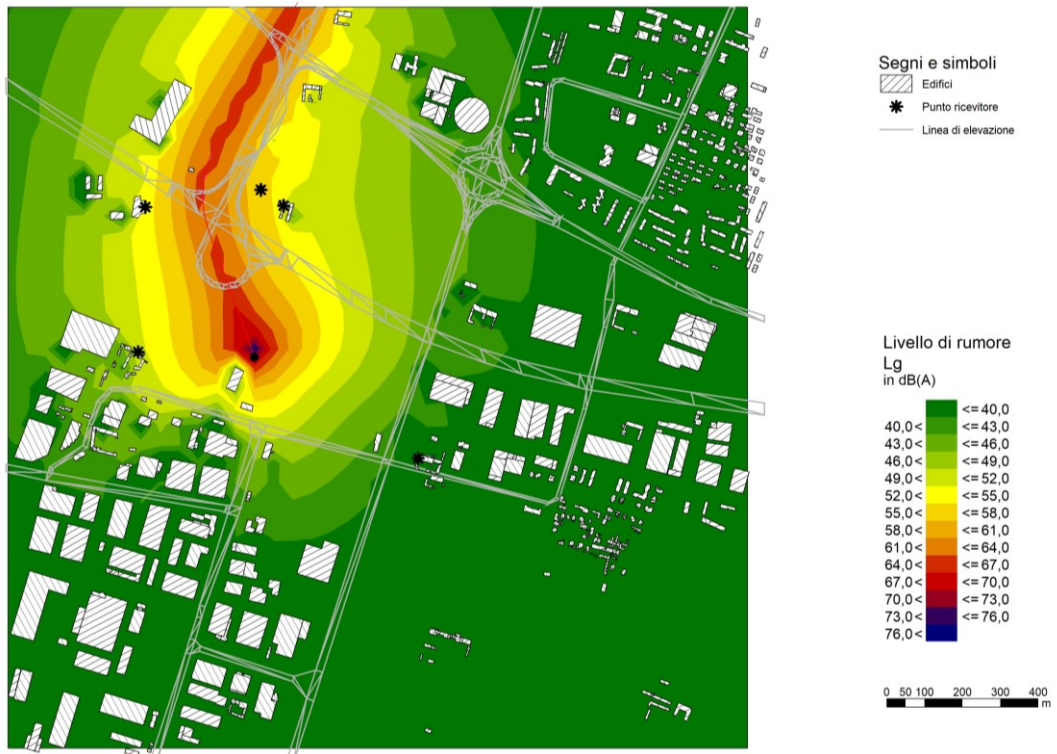 Segni e simboli
Edifici
Punto ricevitore
Linea di elevazione
Livello di rumore
Lg
in dB(A)
<= 40,0
40,0 < <= 43,0
43,0 < <= 46,0
46,0 < <= 49,0
49,0 < <= 52,0
52,0 < <= 55,0
55,0 < <= 58,0
58,0 < <= 61,0
61,0 < <= 64,0
64,0 < <= 67,0
67,0 < <= 70,0
70,0 < <= 73,0
73,0 < <= 76,0
76,0 <
0 50 100 200 300 400
m